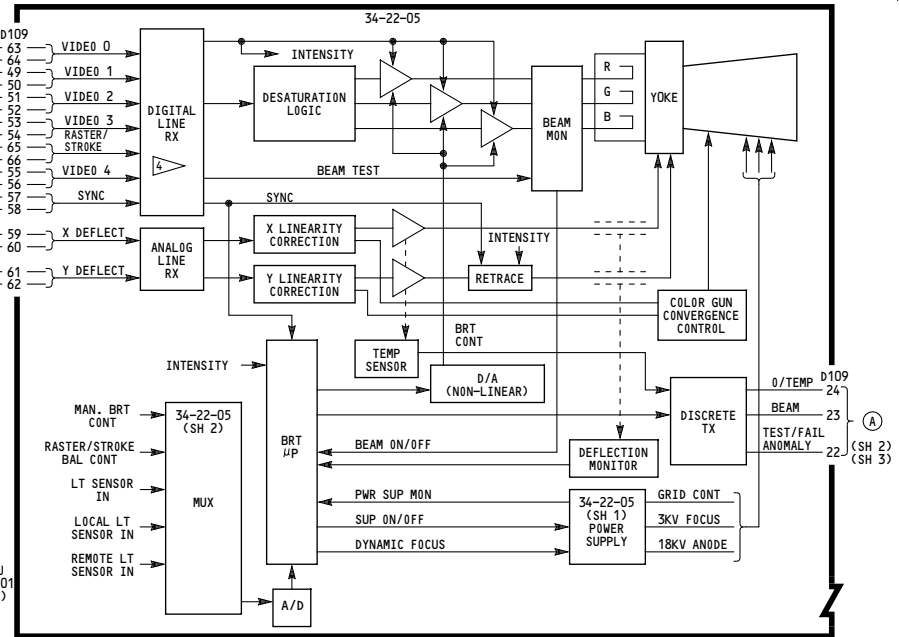 34-22-05
D109
63
64
VIDEO 0
49
50
VIDEO 1
51
52
VIDEO 2
53
54
VIDEO 3
65
66
RASTER/
STROKE
55
56
VIDEO 4
57
58
SYNC
59
60
X DEFLECT
61
62
Y DEFLECT
DIGITAL
LINE
RX
4
INTENSITY
DESATURATION
LOGIC
BEAM TEST
SYNC
BEAM
MON
R
G
B
YOKE
ANALOG
LINE
RX
X LINEARITY
CORRECTION
Y LINEARITY
CORRECTION
INTENSITY
RETRACE
COLOR GUN
CONVERGENCE
CONTROL
BRT
CONT
TEMP
SENSOR
D/A
(NON-LINEAR)
INTENSITY
BRT
µP
MAN. BRT
CONT
RASTER/STROKE
BAL CONT
LT SENSOR
IN
LOCAL LT
SENSOR IN
REMOTE LT
SENSOR IN
34-22-05
(SH 2)
MUX
A/D
BEAM ON/OFF
DEFLECTION
MONITOR
PWR SUP MON
SUP ON/OFF
DYNAMIC FOCUS
34-22-05
(SH 1)
POWER
SUPPLY
GRID CONT
3KV FOCUS
18KV ANODE
DISCRETE
TX
O/TEMP
BEAM
TEST/FAIL
ANOMALY
D109
24
23
22
A
(SH 2)
(SH 3)
U
01
)